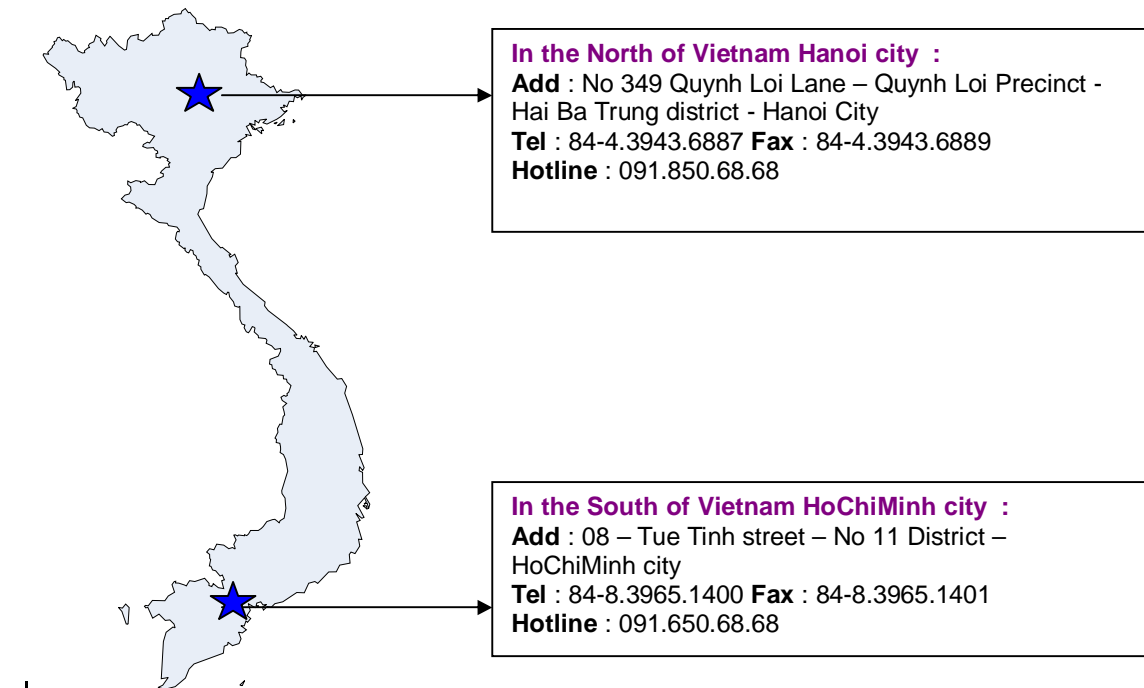 In the North of Vietnam Hanoi city :
Add : No 349 Quynh Loi Lane – Quynh Loi Precinct -
Hai Ba Trung district - Hanoi City
Tel : 84-4.3943.6887 Fax : 84-4.3943.6889
Hotline : 091.850.68.68
In the South of Vietnam HoChiMinh city :
Add : 08 – Tue Tinh street – No 11 District –
HoChiMinh city
Tel : 84-8.3965.1400 Fax : 84-8.3965.1401
Hotline : 091.650.68.68